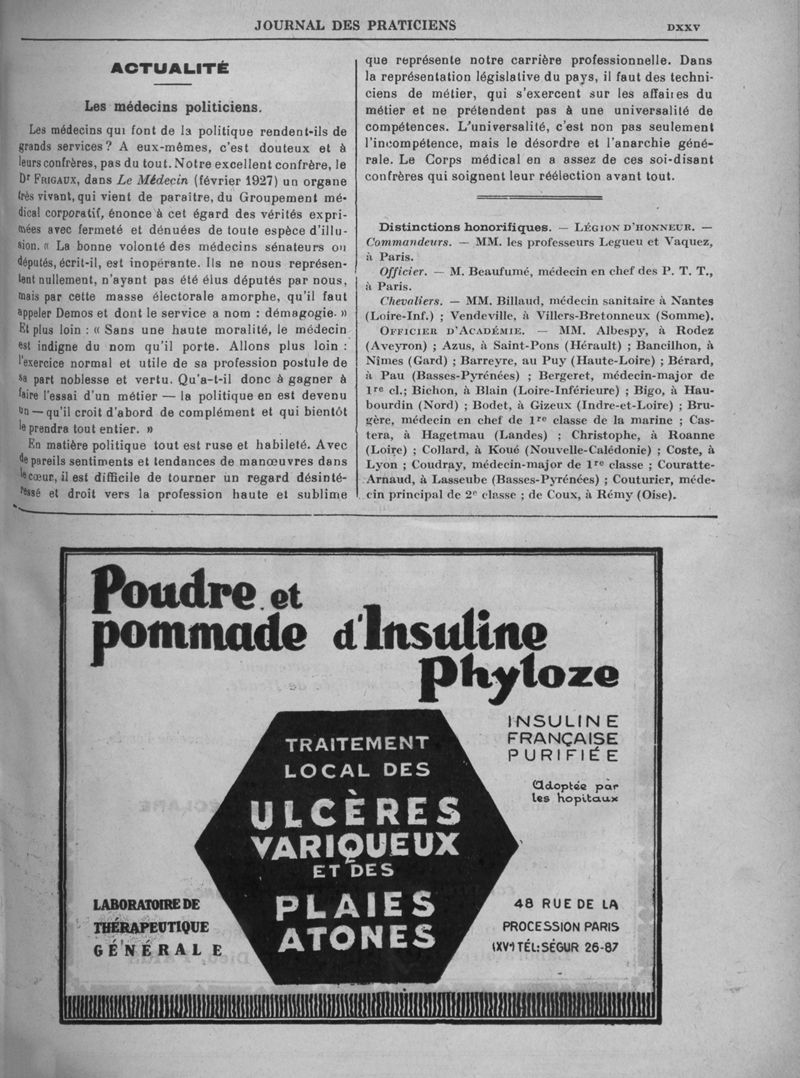 JOURNAL DES PRATICIENS
DXXV
ACTUALITÉ
Les médecins politiciens.
Les médecins qui font de la politique rendent-ils de
grands services ? A eux-mêmes, c'est douteux et à
leurs confrères, pas du tout. Notre excellent confrère, le
Dr FRIGAUX, dans Le Médecin (février 1927) un organe
très vivant, qui vient de paraître, du Groupement mé-
dical corporatif, énonce à cet égard des vérités expri-
mées avec fermeté et dénuées de toute espèce d'illu-
sion. « La bonne volonté des médecins sénateurs ou
députés, écrit-il, est inopérante. Ils ne nous représen-
tent nullement, n'ayant pas été élus députés par nous,
mais par cette masse électorale amorphe, qu'il faut
appeler Demos et dont le service a nom : démagogie. »
Et plus loin : « Sans une haute moralité, le médecin
est indigne du nom qu'il porte. Allons plus loin :
l'exercice normal et utile de sa profession postule de
sa part noblesse et vertu. Qu'a-t-il donc à gagner à
faire l'essai d'un métier — la politique en est devenu
un — qu'il croit d'abord de complément et qui bientôt
le prendra tout entier. »
En matière politique tout est ruse et habileté. Avec
de pareils sentiments et tendances de manœuvres dans
le cœur, il est difficile de tourner un regard désinté-
ressé et droit vers la profession haute et sublime
que représente notre carrière professionnelle. Dans
la représentation législative du pays, il faut des techni-
ciens de métier, qui s'exercent sur les affaires du
métier et ne prétendent pas à une universalité de
compétences. L'universalité, c'est non pas seulement
l'incompétence, mais le désordre et l'anarchie géné-
rale. Le Corps médical en a assez de ces soi-disant
confrères qui soignent leur réélection avant tout.
Distinctions honorifiques. — LÉGION D'HONNEUR. —
Commandeurs. — MM. les professeurs Legueu et Vaquez,
à Paris.
Officier. — M. Beaufumé, médecin en chef des P. T. T.,
à Paris.
Chevaliers. — MM. Billaud, médecin sanitaire à Nantes
(Loire-Inf.) ; Vendeville, à Villers-Bretonneux (Somme).
OFFICIER D'ACADÉMIE. — MM. Albespy, à Rodez
(Aveyron) ; Azus, à Saint-Pons (Hérault) ; Bancilhon, à
Nîmes (Gard) ; Barreyre, au Puy (Haute-Loire) ; Bérard,
à Pau (Basses-Pyrénées) ; Bergeret, médecin-major de
1re cl.; Bichon, à Blain (Loire-Inférieure) ; Bigo, à Hau-
bourdin (Nord) ; Bodet, à Gizeux (Indre-et-Loire) ; Bru-
gère, médecin en chef de 1re classe de la marine ; Cas-
tera, à Hagetmau (Landes) ; Christophe, à Roanne
(Loire) ; Collard, à Koué (Nouvelle-Calédonie) ; Coste, à
Lyon ; Coudray, médecin-major de 1re classe ; Couratte-
Arnaud, à Lasseube (Basses-Pyrénées) ; Couturier, méde-
cin principal de 2e classe ; de Coux, à Rémy (Oise).
Poudre et
pommade d'Insuline
Phyloze
INSULINE
FRANÇAISE
PURIFIÉE
Adoptée par
les hopitaux
TRAITEMENT
LOCAL DES
ULCÈRES
VARIQUEUX
ET DES
PLAIES
ATONES
LABORATOIRE DE
THÉRAPEUTIQUE
GÉNÉRALE
48 RUE DE LA
PROCESSION PARIS
(XVe) TÉL: SÉGUR 26-87